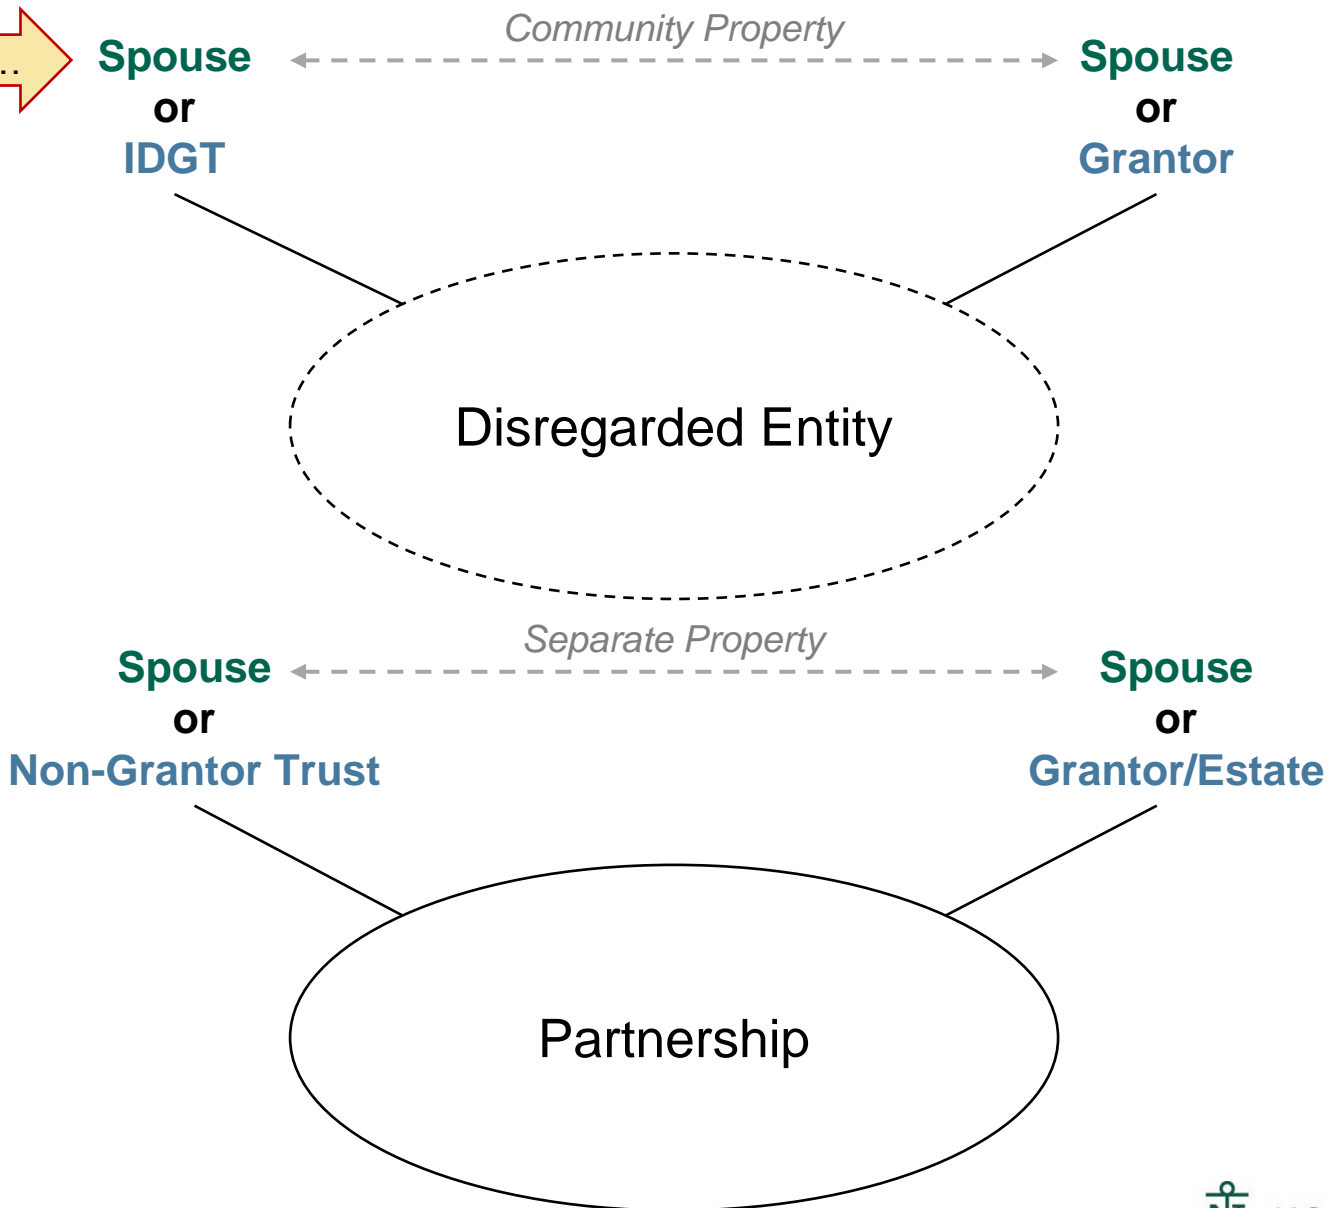 Community Property
Spouse Spouse
or or
IDGT Grantor
Disregarded Entity
Separate Property
Spouse Spouse
or or
Non-Grantor Trust Grantor/Estate
Partnership